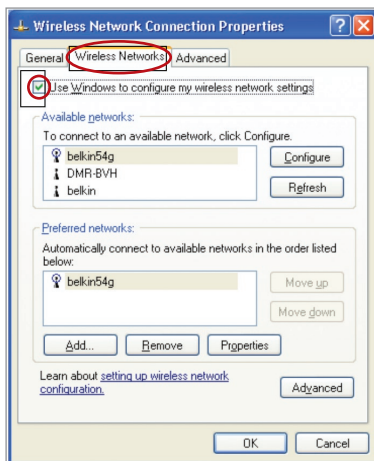 Wireless Network Connection Properties
General Wireless Networks Advanced
Use Windows to configure my wireless network settings
Available networks:
To connect to an available network, click Configure.
belkin54g
DMR-BVH
belkin
Configure
Refresh
Preferred networks:
Automatically connect to available networks in the order listed
below:
belkin54g
Move up
Move down
Add... Remove Properties
Learn about setting up wireless network
configuration.
Advanced
OK Cancel